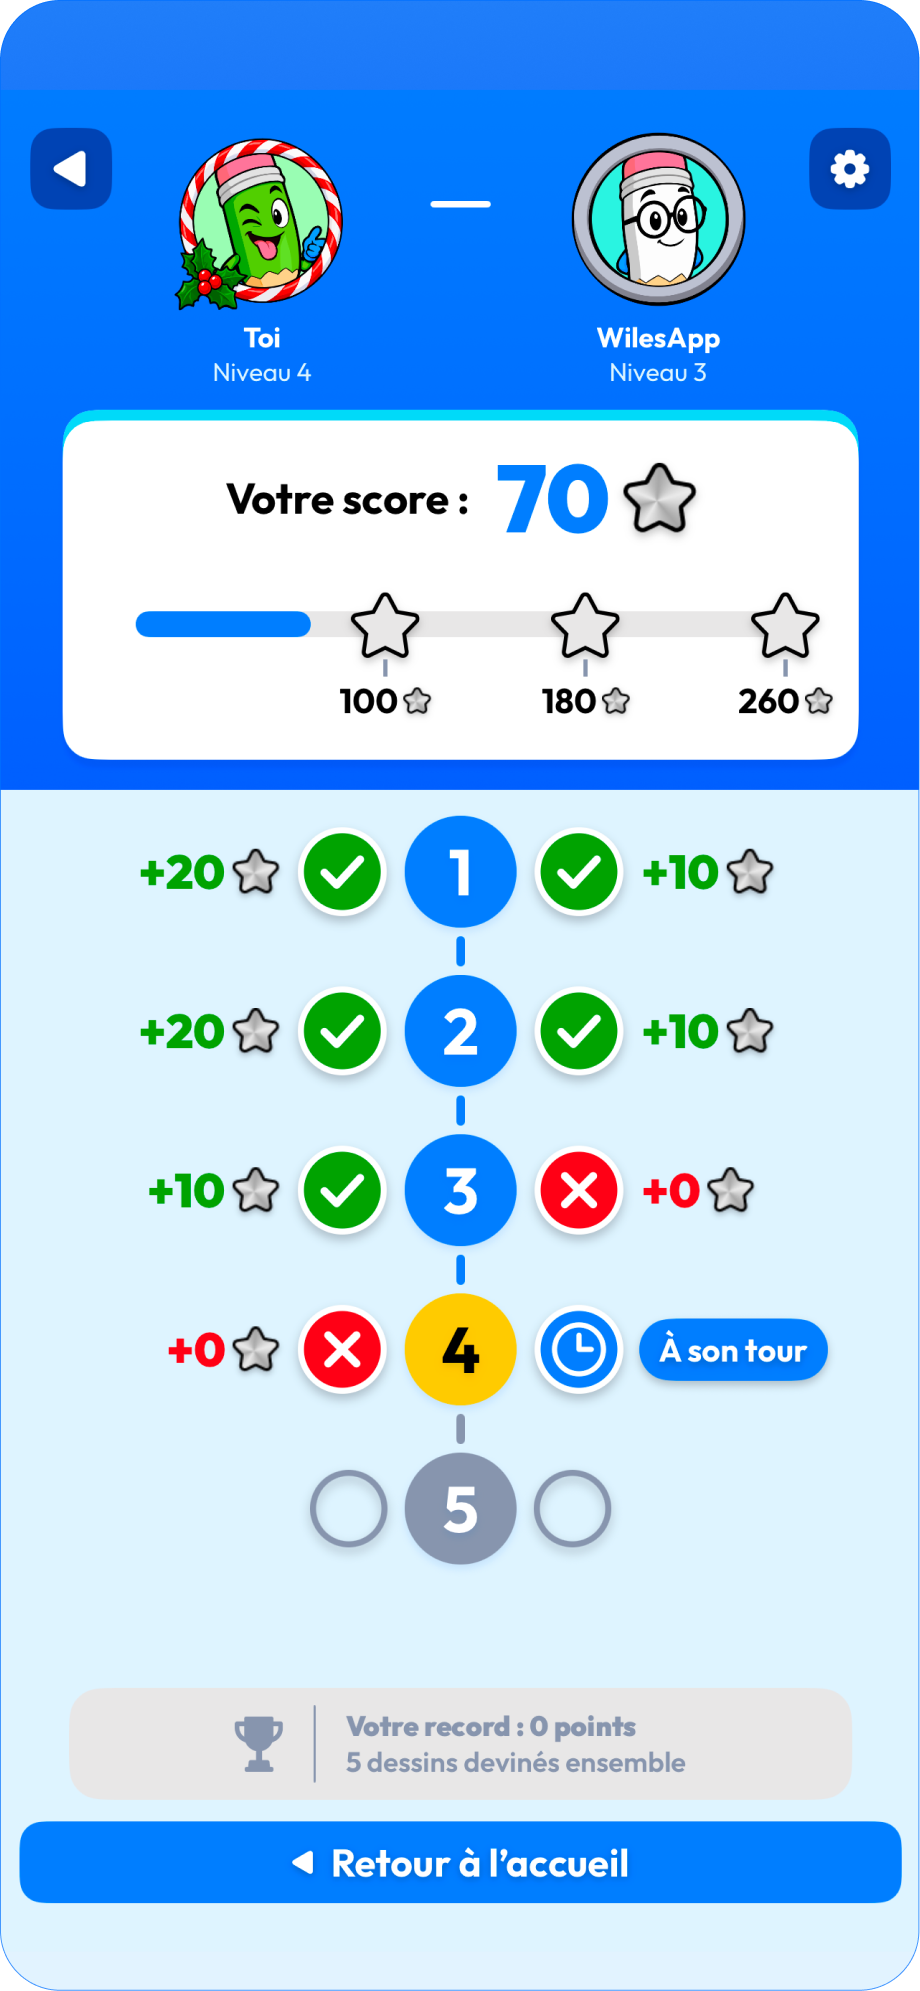 Toi
Niveau 4
WilesApp
Niveau 3
Votre score : 70
100
180
260
+20 1 +10
+20 2 +10
+10 3 +0
+0 4 À son tour
5
Votre record : 0 points
5 dessins devinés ensemble
Retour à l’accueil